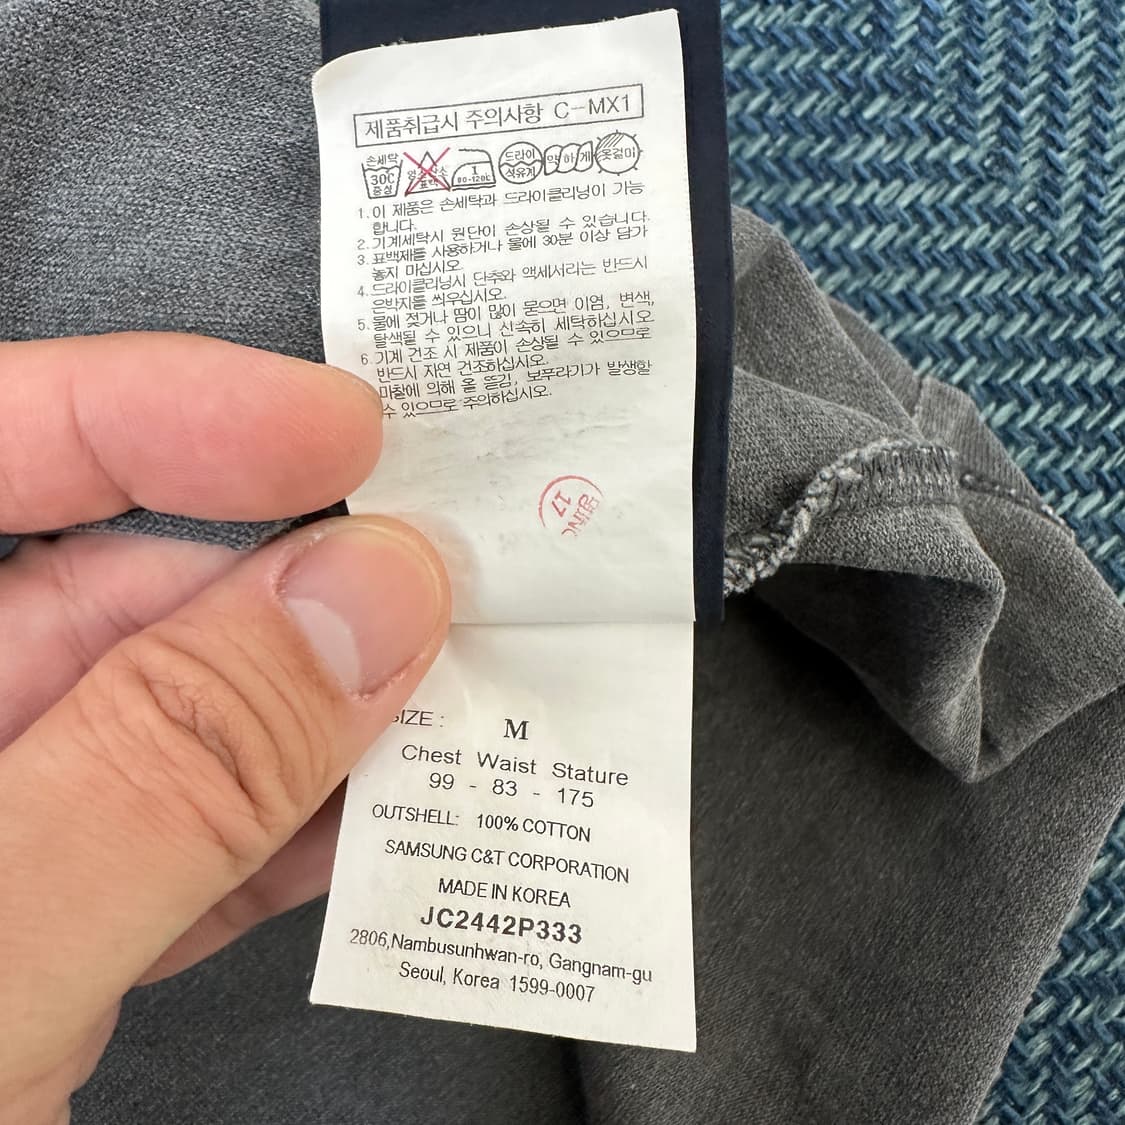 제품취급시 주의사항 C-MX1
손세탁
30℃
중성
표백
1
80-120℃
드라이
석유계
약하게
옷걸이
1. 이 제품은 손세탁과 드라이클리닝이 가능
합니다.
2. 기계세탁시 원단이 손상될 수 있습니다.
3. 표백제를 사용하거나 물에 30분 이상 담가
놓지 마십시오.
4. 드라이클리닝시 단추와 액세서리는 반드시
은박지를 씌우십시오.
5. 물에 젖거나 땀이 많이 묻으면 이염, 변색,
탈색될 수 있으니 신속히 세탁하십시오
6. 기계 건조 시 제품이 손상될 수 있으므로
반드시 자연 건조하십시오.
마찰에 의해 올 뜯김, 보푸라기가 발생할
수 있으므로 주의하십시오.
17
SIZE : M
Chest Waist Stature
99 - 83 - 175
OUTSHELL: 100% COTTON
SAMSUNG C&T CORPORATION
MADE IN KOREA
JC2442P333
2806,Nambusunhwan-ro, Gangnam-gu
Seoul, Korea 1599-0007